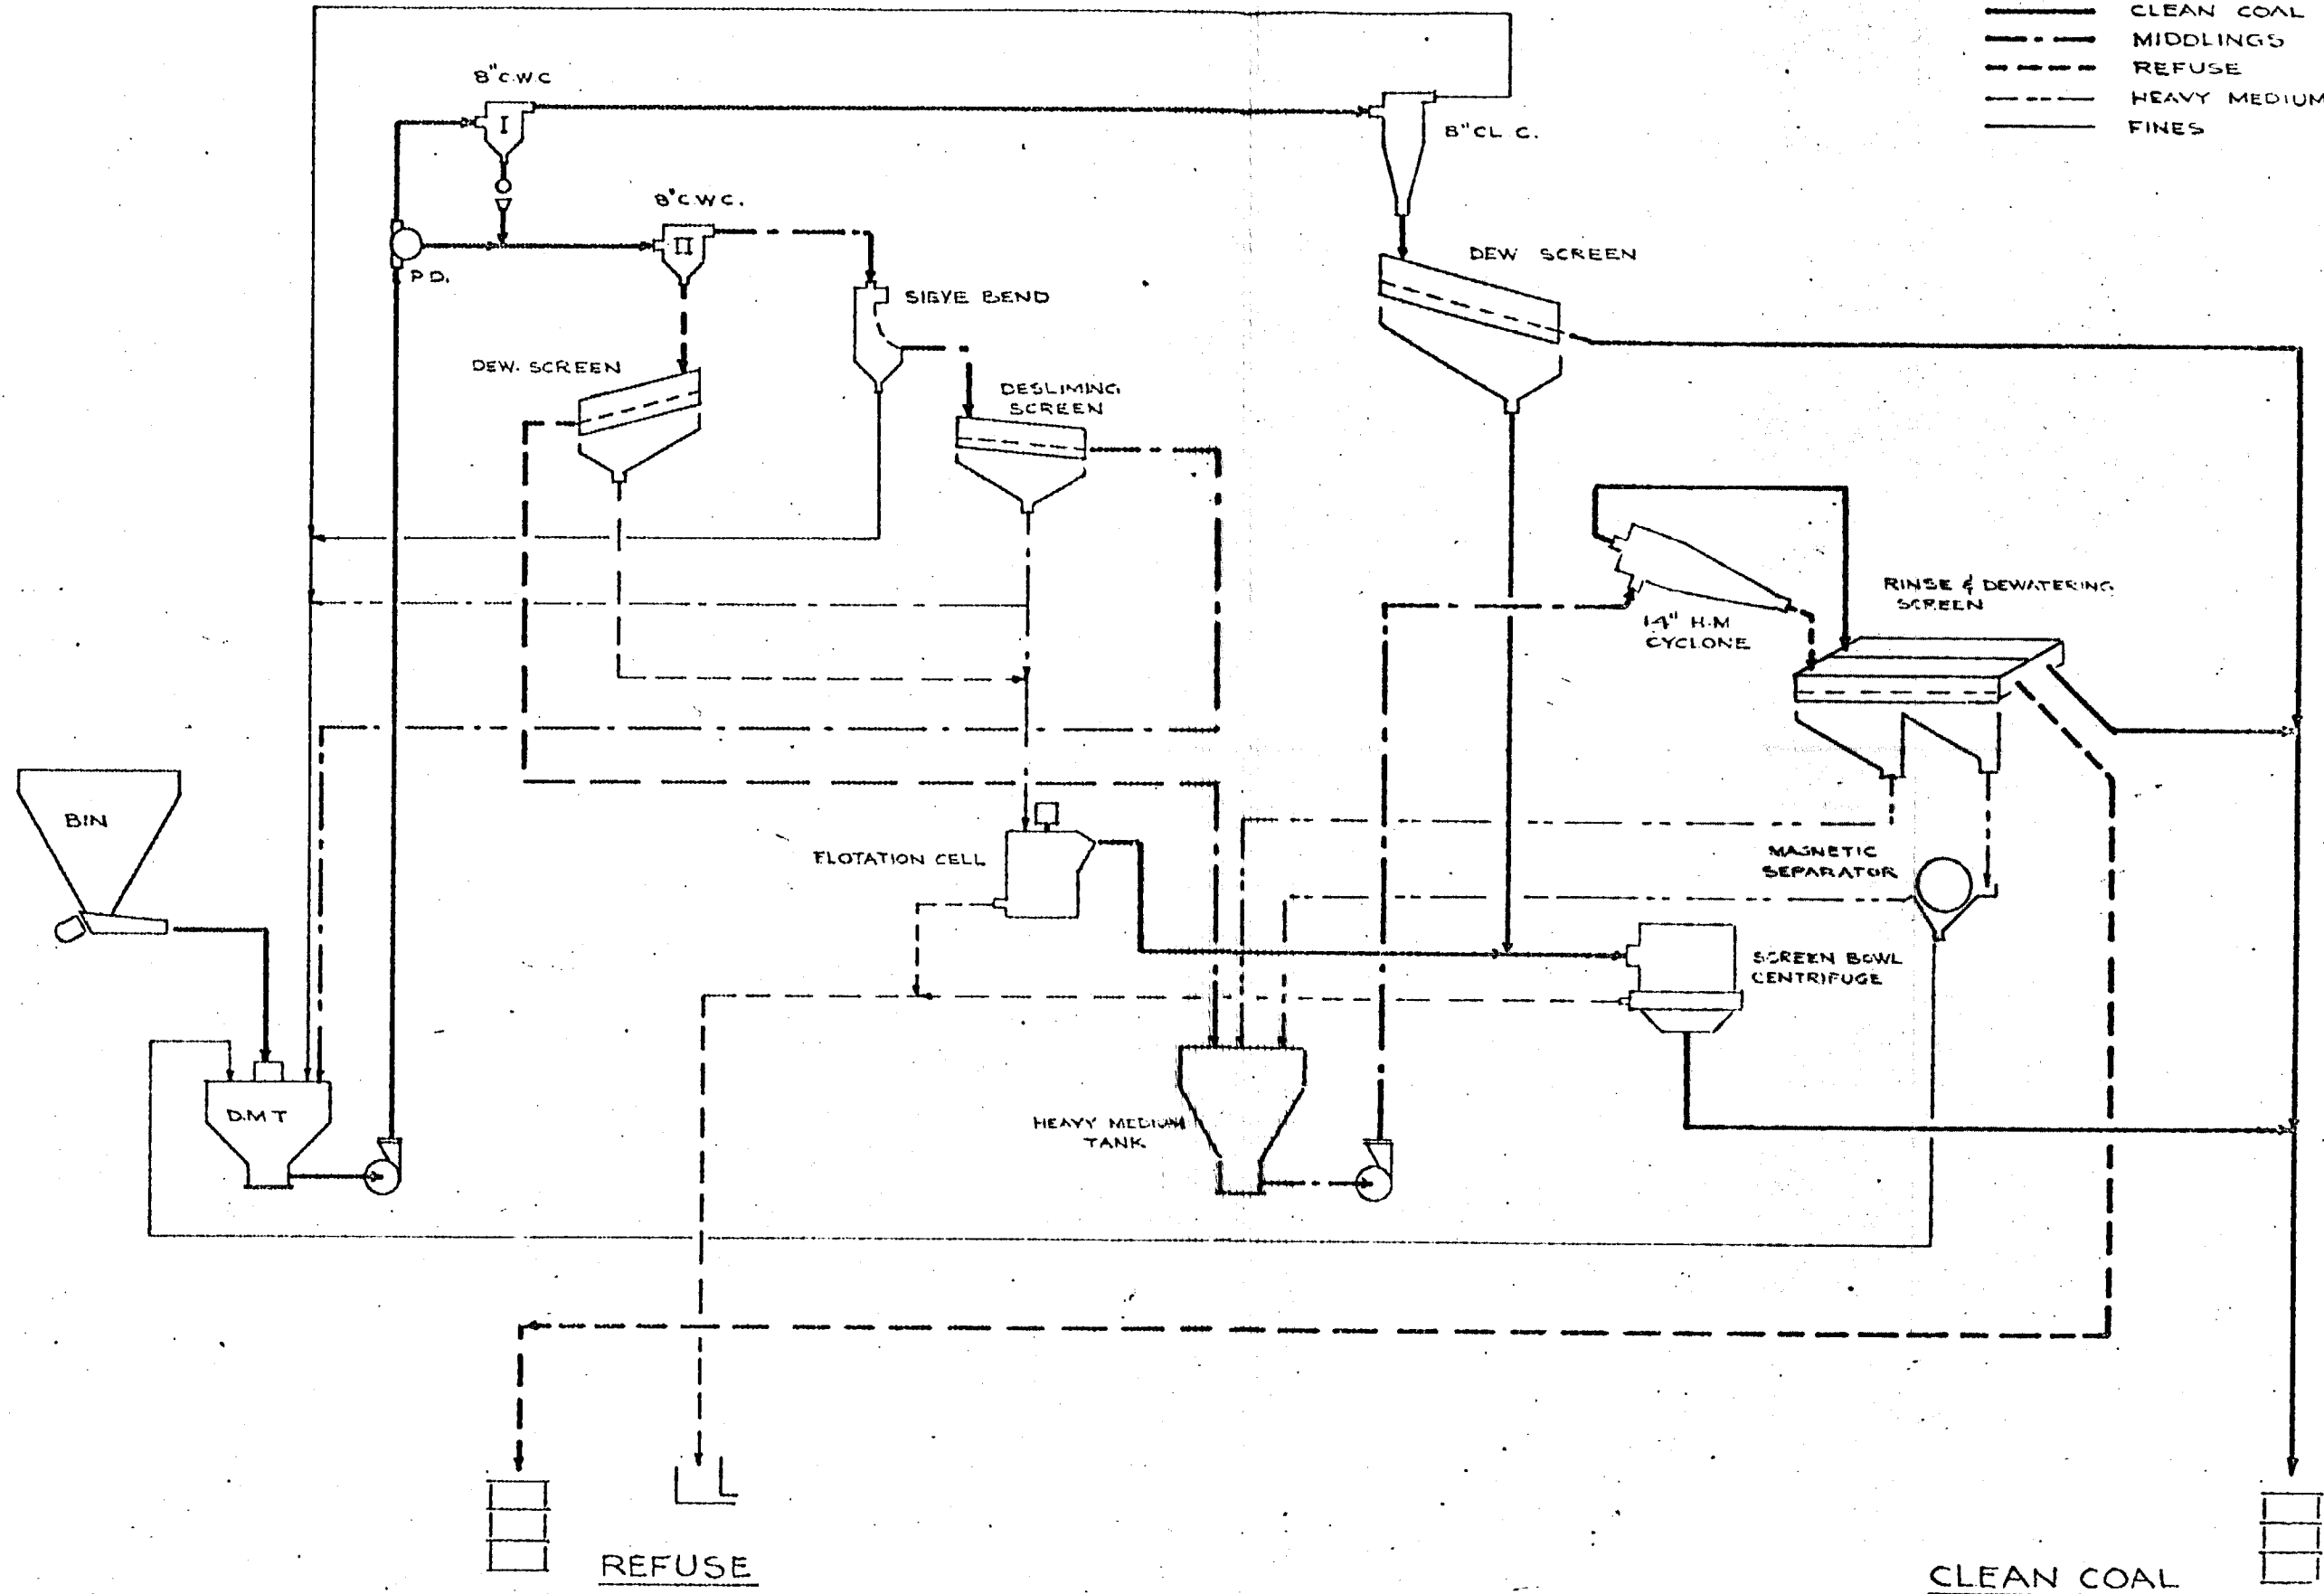 CLEAN COAL
MIDDLINGS
REFUSE
HEAVY MEDIUM
FINES
8" C.W.C
I
8" CL. C.
8" C.W.C.
II
P.D.
SIEVE BEND
DEW SCREEN
DEW. SCREEN
DESLIMING
SCREEN
RINSE & DEWATERING
SCREEN
14" H.M
CYCLONE
BIN
FLOTATION CELL
MAGNETIC
SEPARATOR
SCREEN BOWL
CENTRIFUGE
D.M T
HEAVY MEDIUM
TANK
REFUSE
CLEAN COAL